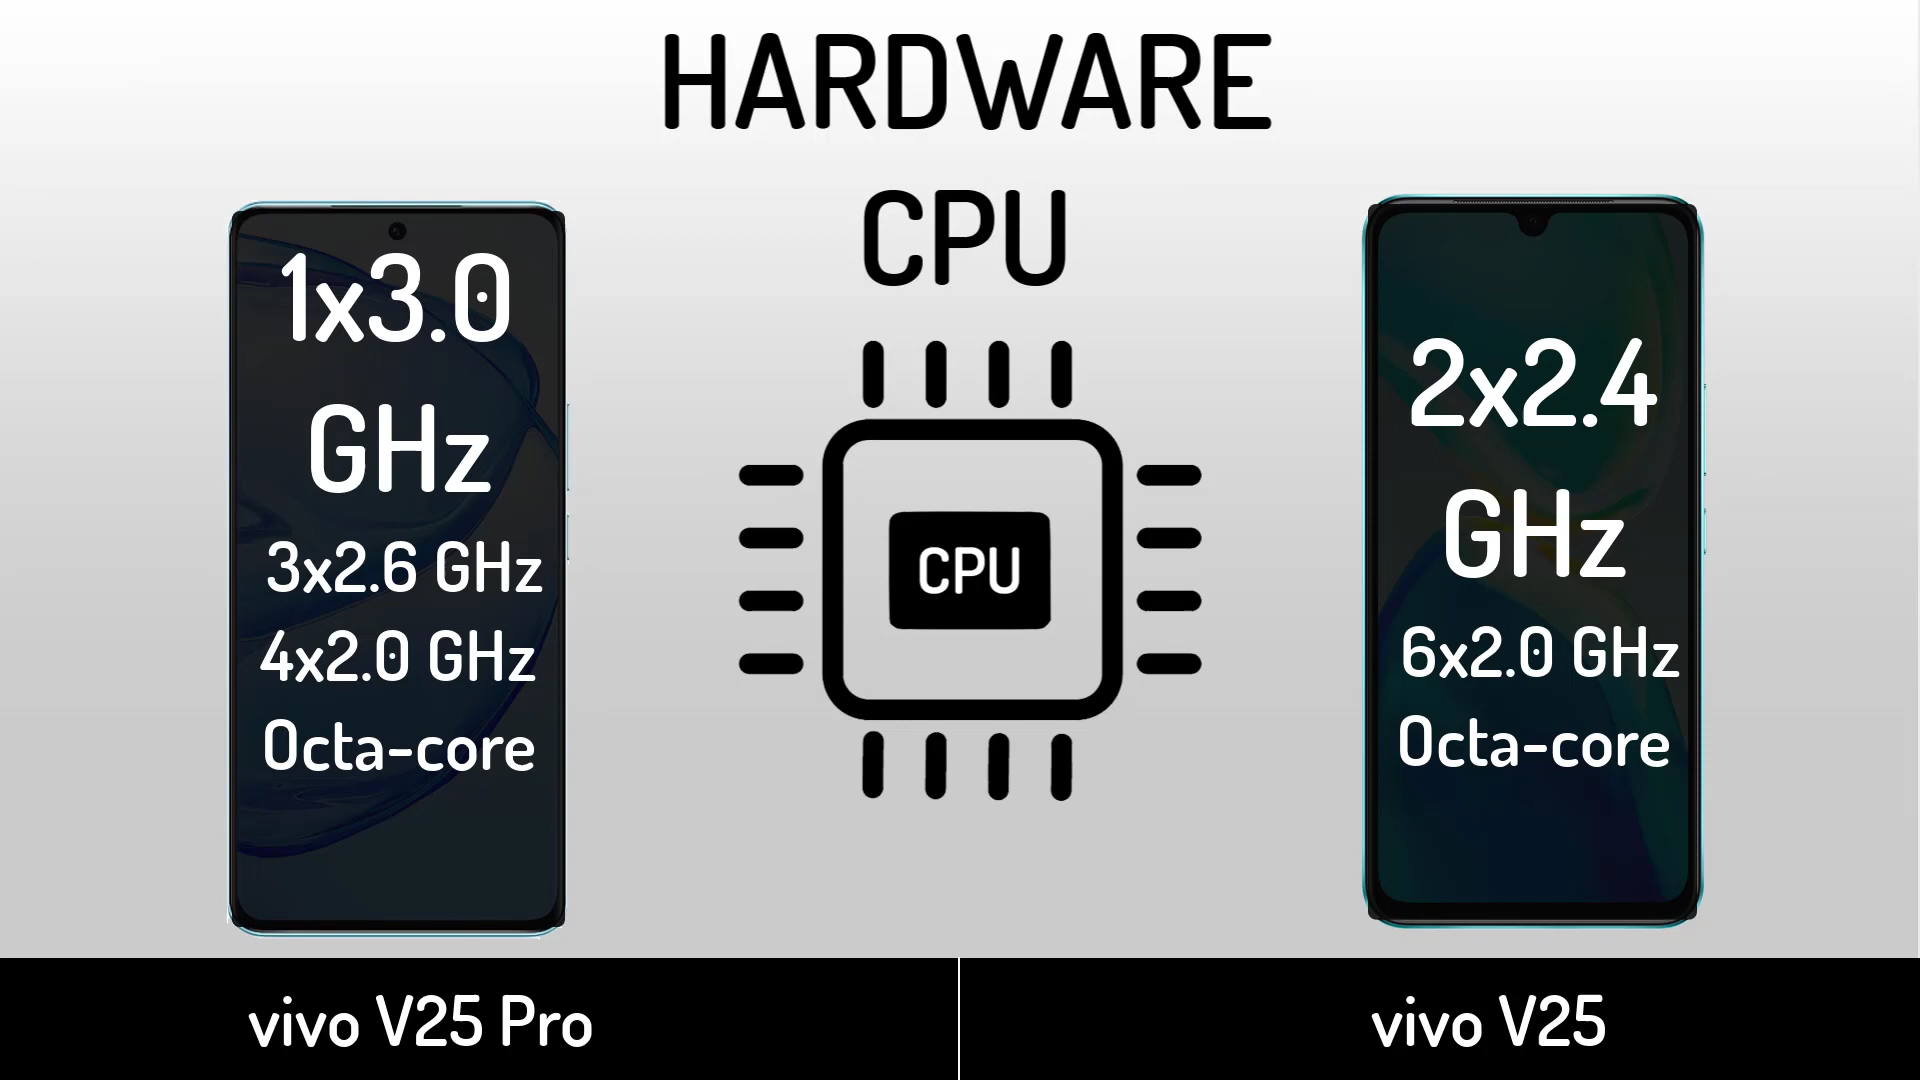 HARDWARE
CPU
1x3.0
GHz
3x2.6 GHz
4x2.0 GHz
Octa-core
CPU
2x2.4
GHz
6x2.0 GHz
Octa-core
vivo V25 Pro
vivo V25